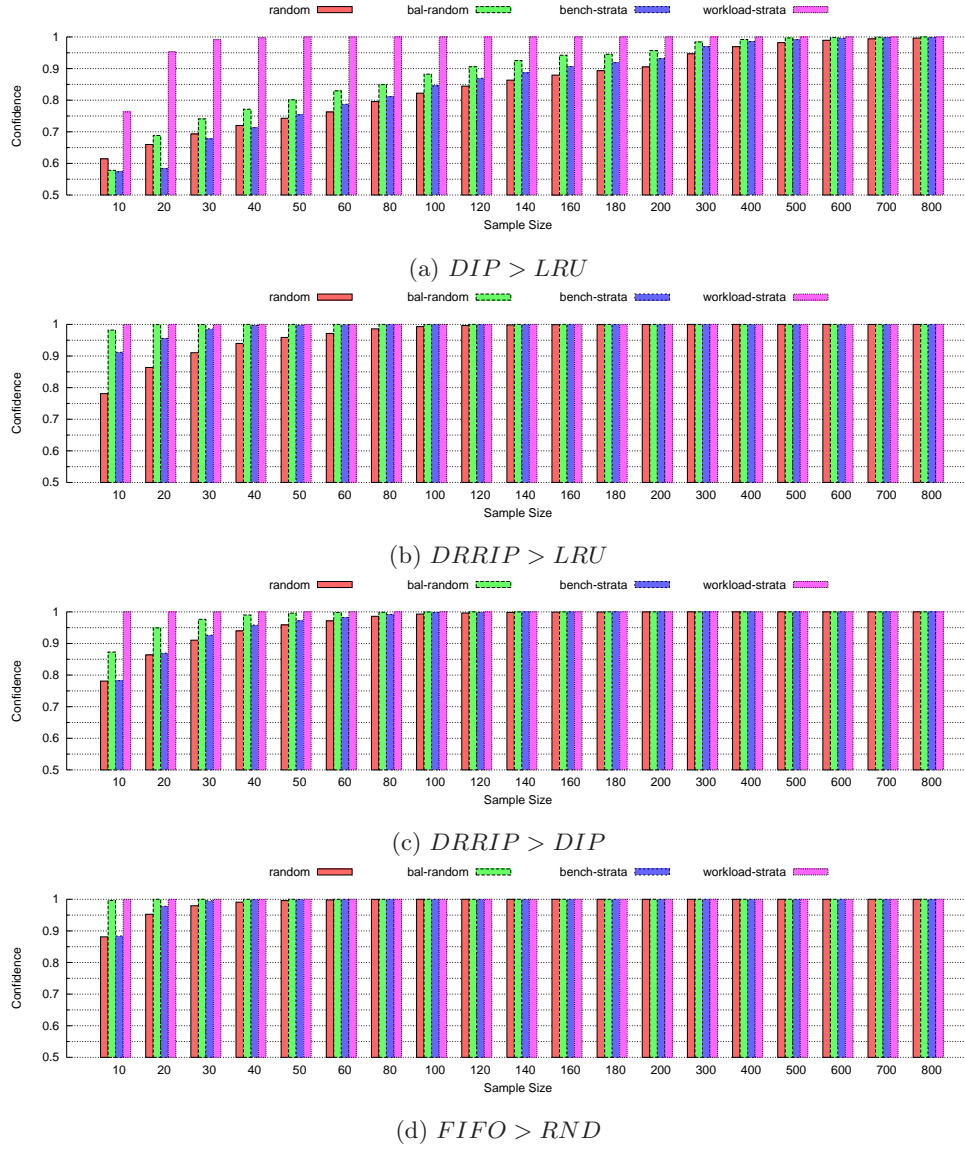 random bal-random bench-strata workload-strata
1
0.9
0.8
0.7
0.6
0.5
Confidence
10 20 30 40 50 60 80 100 120 140 160 180 200 300 400 500 600 700 800
Sample Size
(a) DIP > LRU
random bal-random bench-strata workload-strata
1
0.9
0.8
0.7
0.6
0.5
Confidence
10 20 30 40 50 60 80 100 120 140 160 180 200 300 400 500 600 700 800
Sample Size
(b) DRRIP > LRU
random bal-random bench-strata workload-strata
1
0.9
0.8
0.7
0.6
0.5
Confidence
10 20 30 40 50 60 80 100 120 140 160 180 200 300 400 500 600 700 800
Sample Size
(c) DRRIP > DIP
random bal-random bench-strata workload-strata
1
0.9
0.8
0.7
0.6
0.5
Confidence
10 20 30 40 50 60 80 100 120 140 160 180 200 300 400 500 600 700 800
Sample Size
(d) FIFO > RND